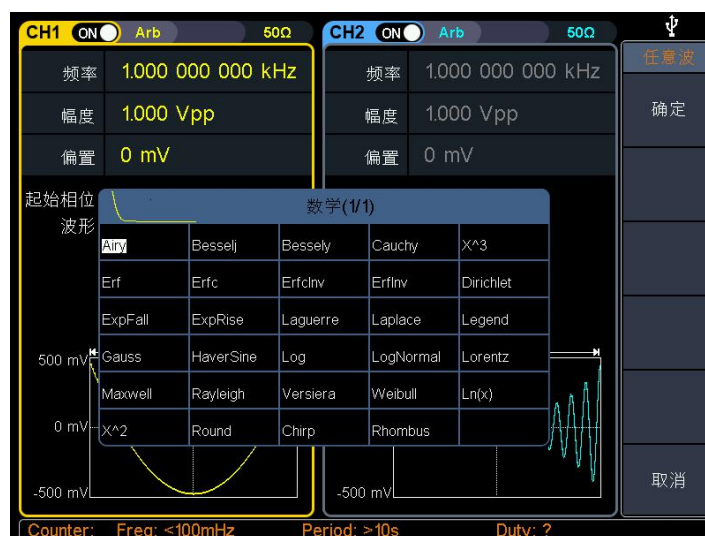 CH1 ON Arb 50Ω CH2 ON Arb 50Ω
任意波
频率 1.000 000 000 kHz 频率 1.000 000 000 kHz
幅度 1.000 Vpp 幅度 1.000 Vpp 确定
偏置 0 mV 偏置 0 mV
起始相位
数学(1/1)
波形
Airy Besselj Bessely Cauchy X^3
Erf Erfc ErfcInv ErfInv Dirichlet
ExpFall ExpRise Laguerre Laplace Legend
500 mV Gauss HaverSine Log LogNormal Lorentz
Maxwell Rayleigh Versiera Weibull Ln(x)
0 mV X^2 Round Chirp Rhombus
取消
-500 mV -500 mV
Counter: Freq: <100mHz Period: >10s Duty: ?